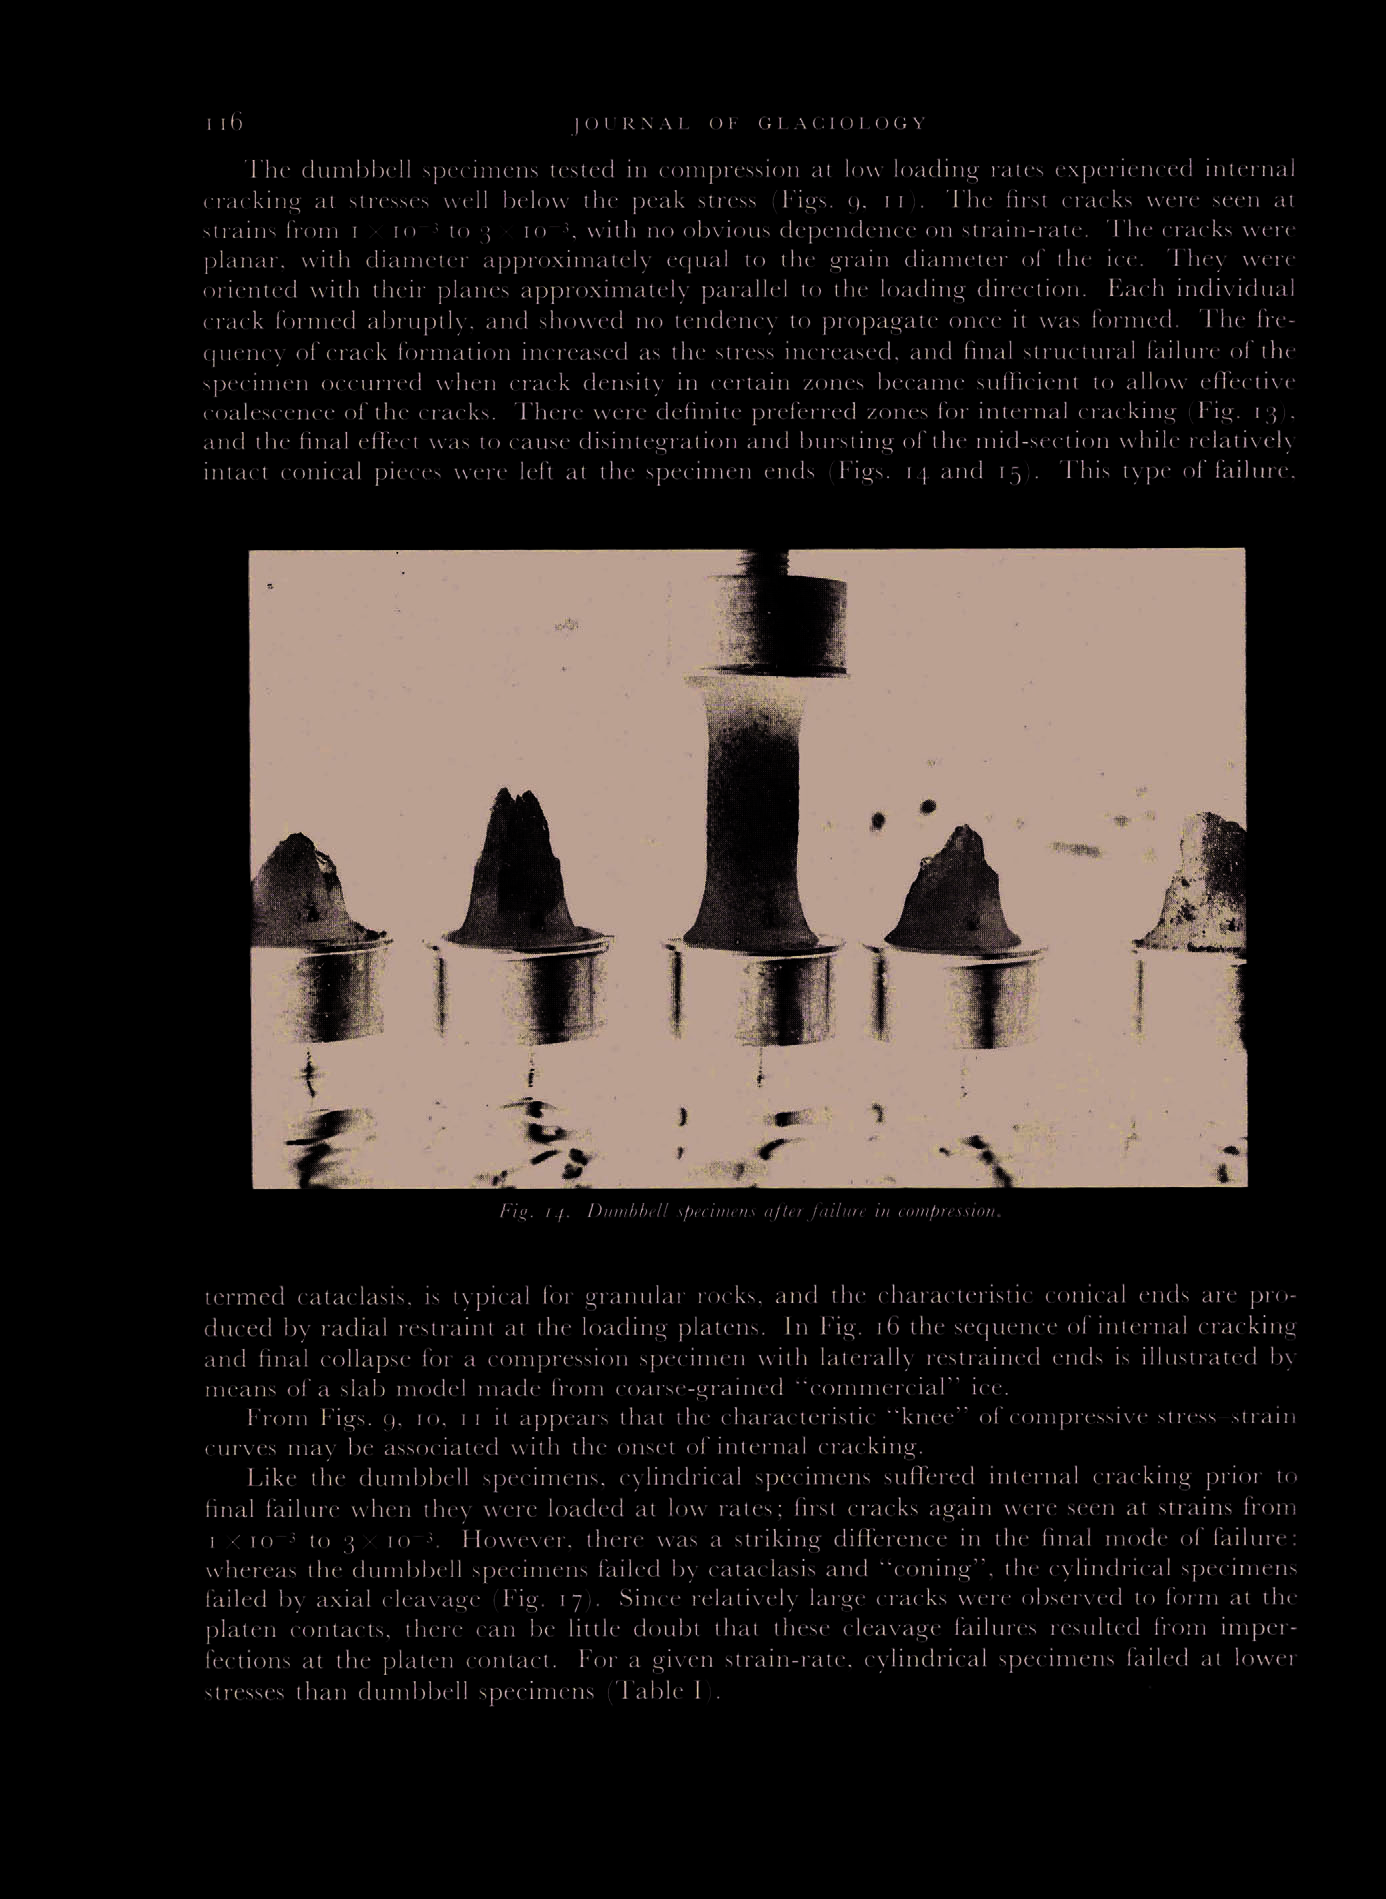 116
JOURNAL OF GLACIOLOGY
The dumbbell specimens tested in compression at low loading rates experienced internal
cracking at stresses well below the peak stress (Figs. 9, 11). The first cracks were seen at
strains from 1 × 10⁻³ to 3 × 10⁻³, with no obvious dependence on strain-rate. The cracks were
planar, with diameter approximately equal to the grain diameter of the ice. They were
oriented with their planes approximately parallel to the loading direction. Each individual
crack formed abruptly, and showed no tendency to propagate once it was formed. The fre-
quency of crack formation increased as the stress increased, and final structural failure of the
specimen occurred when crack density in certain zones became sufficient to allow effective
coalescence of the cracks. There were definite preferred zones for internal cracking (Fig. 13),
and the final effect was to cause disintegration and bursting of the mid-section while relatively
intact conical pieces were left at the specimen ends (Figs. 14 and 15). This type of failure,
Fig. 14. Dumbbell specimens after failure in compression.
termed cataclasis, is typical for granular rocks, and the characteristic conical ends are pro-
duced by radial restraint at the loading platens. In Fig. 16 the sequence of internal cracking
and final collapse for a compression specimen with laterally restrained ends is illustrated by
means of a slab model made from coarse-grained "commercial" ice.
From Figs. 9, 10, 11 it appears that the characteristic "knee" of compressive stress–strain
curves may be associated with the onset of internal cracking.
Like the dumbbell specimens, cylindrical specimens suffered internal cracking prior to
final failure when they were loaded at low rates; first cracks again were seen at strains from
1 × 10⁻³ to 3 × 10⁻³. However, there was a striking difference in the final mode of failure:
whereas the dumbbell specimens failed by cataclasis and "coning", the cylindrical specimens
failed by axial cleavage (Fig. 17). Since relatively large cracks were observed to form at the
platen contacts, there can be little doubt that these cleavage failures resulted from imper-
fections at the platen contact. For a given strain-rate, cylindrical specimens failed at lower
stresses than dumbbell specimens (Table I).